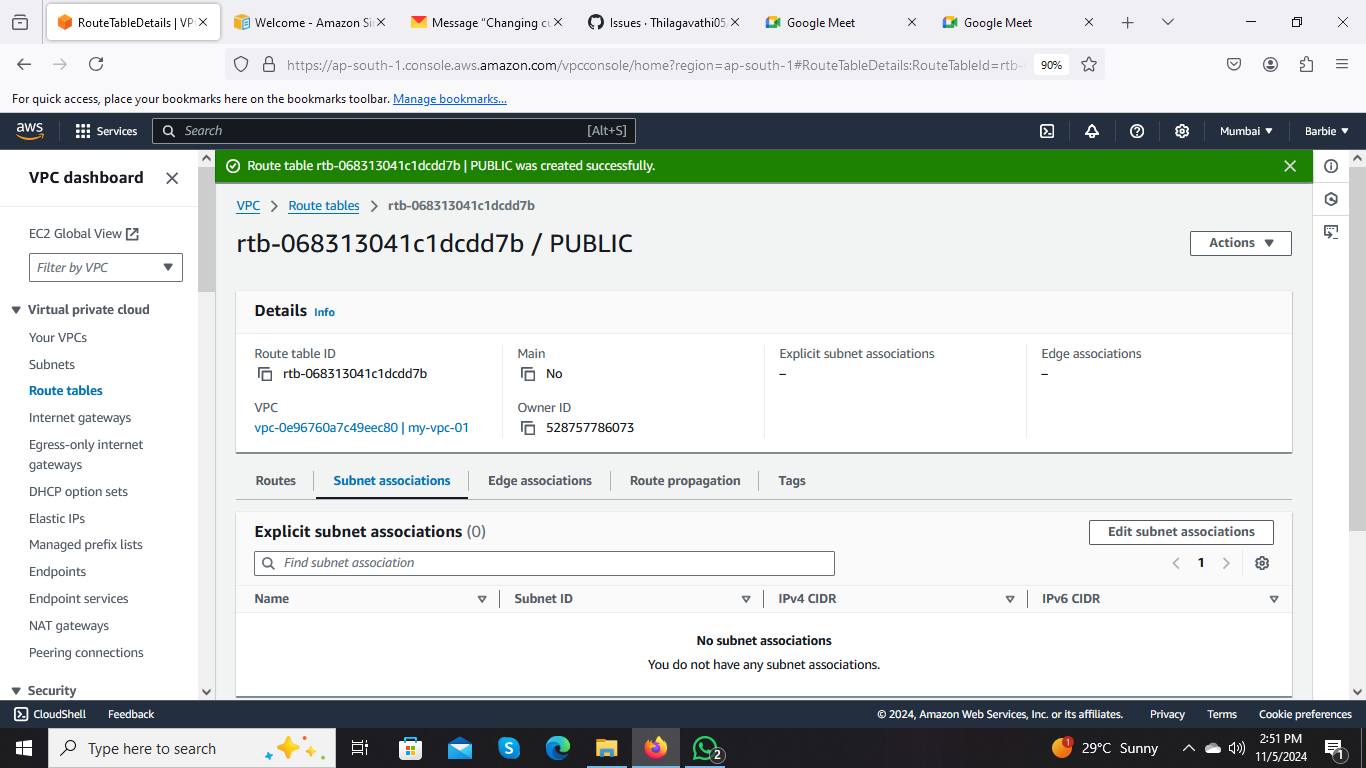 RouteTableDetails | VP
Welcome - Amazon Si
Message “Changing cu
Issues · Thilagavathi05
Google Meet
Google Meet
https://ap-south-1.console.aws.amazon.com/vpcconsole/home?region=ap-south-1#RouteTableDetails:RouteTableId=rtb-
90%
For quick access, place your bookmarks here on the bookmarks toolbar. Manage bookmarks...
aws
Services
Search
[Alt+S]
Mumbai
Barbie
VPC dashboard
EC2 Global View
Filter by VPC
Virtual private cloud
Your VPCs
Subnets
Route tables
Internet gateways
Egress-only internet
gateways
DHCP option sets
Elastic IPs
Managed prefix lists
Endpoints
Endpoint services
NAT gateways
Peering connections
Security
Route table rtb-068313041c1dcdd7b | PUBLIC was created successfully.
VPC
Route tables
rtb-068313041c1dcdd7b
rtb-068313041c1dcdd7b / PUBLIC
Actions
Details Info
Route table ID
rtb-068313041c1dcdd7b
Main
No
Explicit subnet associations
–
Edge associations
–
VPC
vpc-0e96760a7c49eec80 | my-vpc-01
Owner ID
528757786073
Routes
Subnet associations
Edge associations
Route propagation
Tags
Explicit subnet associations (0)
Edit subnet associations
Find subnet association
1
Name
Subnet ID
IPv4 CIDR
IPv6 CIDR
No subnet associations
You do not have any subnet associations.
CloudShell
Feedback
© 2024, Amazon Web Services, Inc. or its affiliates.
Privacy
Terms
Cookie preferences
Type here to search
2
29°C Sunny
2:51 PM
11/5/2024
1